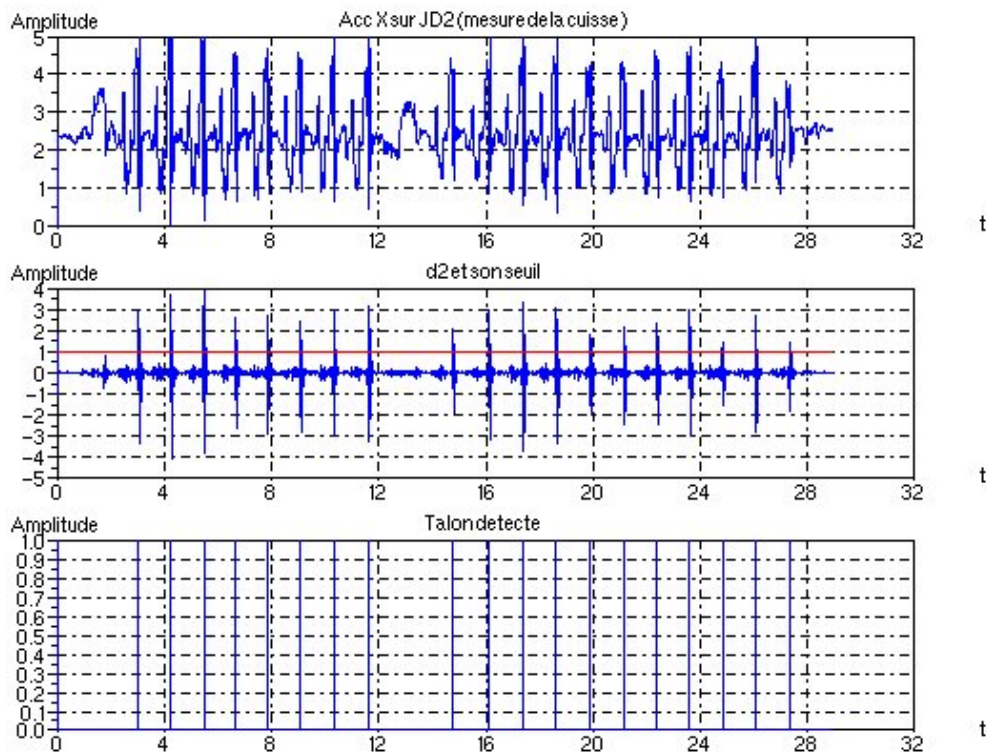 Amplitude
Acc X sur JD2 (mesure de la cuisse)
5
4
3
2
1
0
0 4 8 12 16 20 24 28 32
t
Amplitude
d2 et son seuil
4
3
2
1
0
−1
−2
−3
−4
−5
0 4 8 12 16 20 24 28 32
t
Amplitude
Talon detecte
1.0
0.9
0.8
0.7
0.6
0.5
0.4
0.3
0.2
0.1
0.0
0 4 8 12 16 20 24 28 32
t